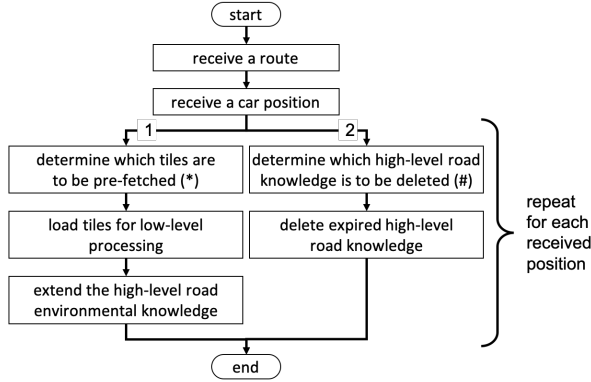 start
receive a route
receive a car position
1
2
determine which tiles are
to be pre-fetched (*)
determine which high-level road
knowledge is to be deleted (#)
load tiles for low-level
processing
delete expired high-level
road knowledge
extend the high-level road
environmental knowledge
end
repeat
for each
received
position